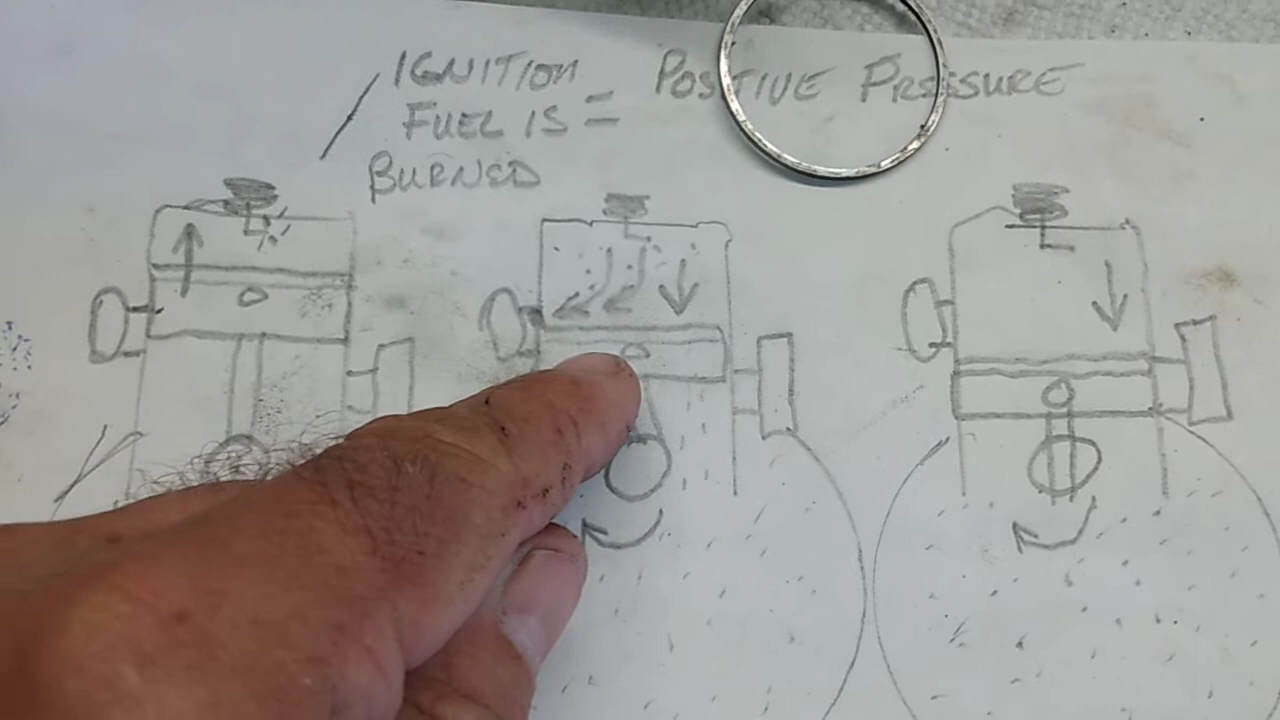 IGNITION
FUEL IS = POSITIVE PRESSURE
BURNED